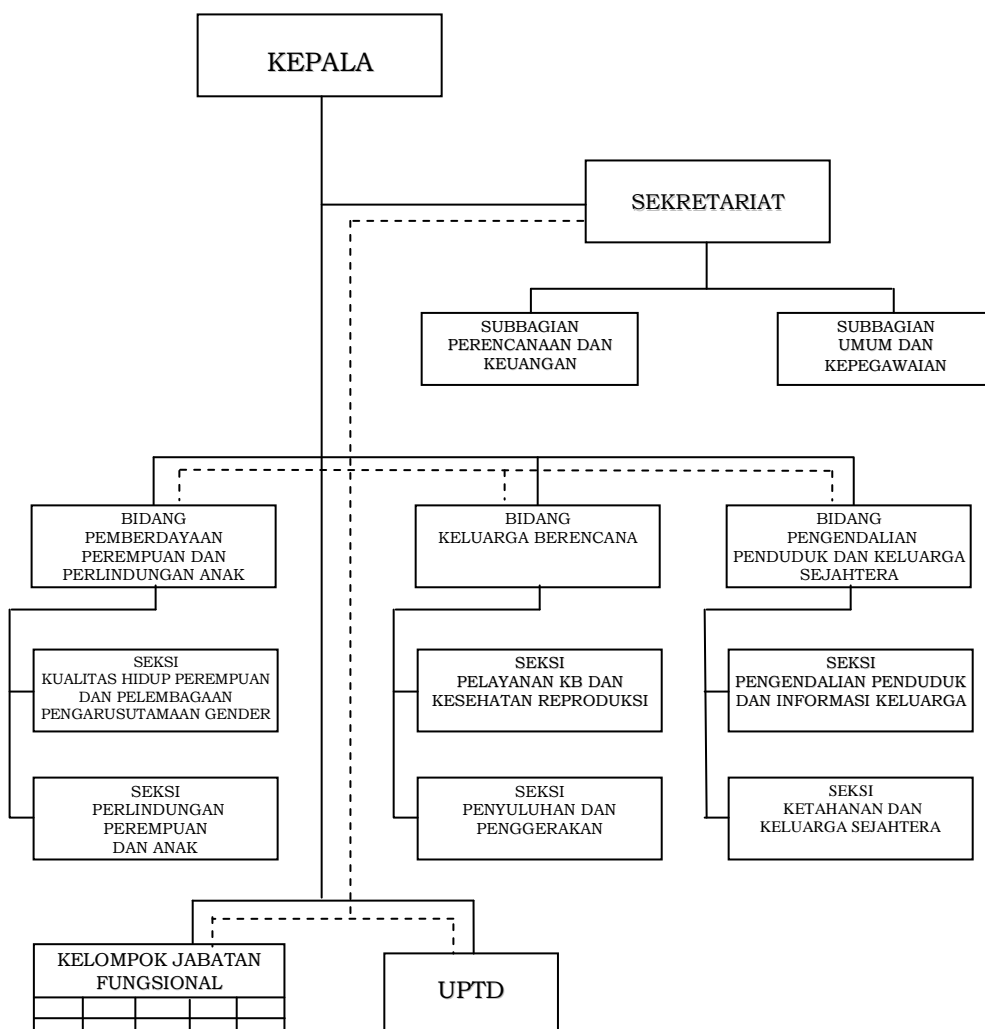 KEPALA
SEKRETARIAT
SUBBAGIAN
PERENCANAAN DAN
KEUANGAN
SUBBAGIAN
UMUM DAN
KEPEGAWAIAN
BIDANG
PEMBERDAYAAN
PEREMPUAN DAN
PERLINDUNGAN ANAK
BIDANG
KELUARGA BERENCANA
BIDANG
PENGENDALIAN
PENDUDUK DAN KELUARGA
SEJAHTERA
SEKSI
KUALITAS HIDUP PEREMPUAN
DAN PELEMBAGAAN
PENGARUSUTAMAAN GENDER
SEKSI
PELAYANAN KB DAN
KESEHATAN REPRODUKSI
SEKSI
PENGENDALIAN PENDUDUK
DAN INFORMASI KELUARGA
SEKSI
PERLINDUNGAN
PEREMPUAN
DAN ANAK
SEKSI
PENYULUHAN DAN
PENGGERAKAN
SEKSI
KETAHANAN DAN
KELUARGA SEJAHTERA
KELOMPOK JABATAN
FUNGSIONAL
UPTD